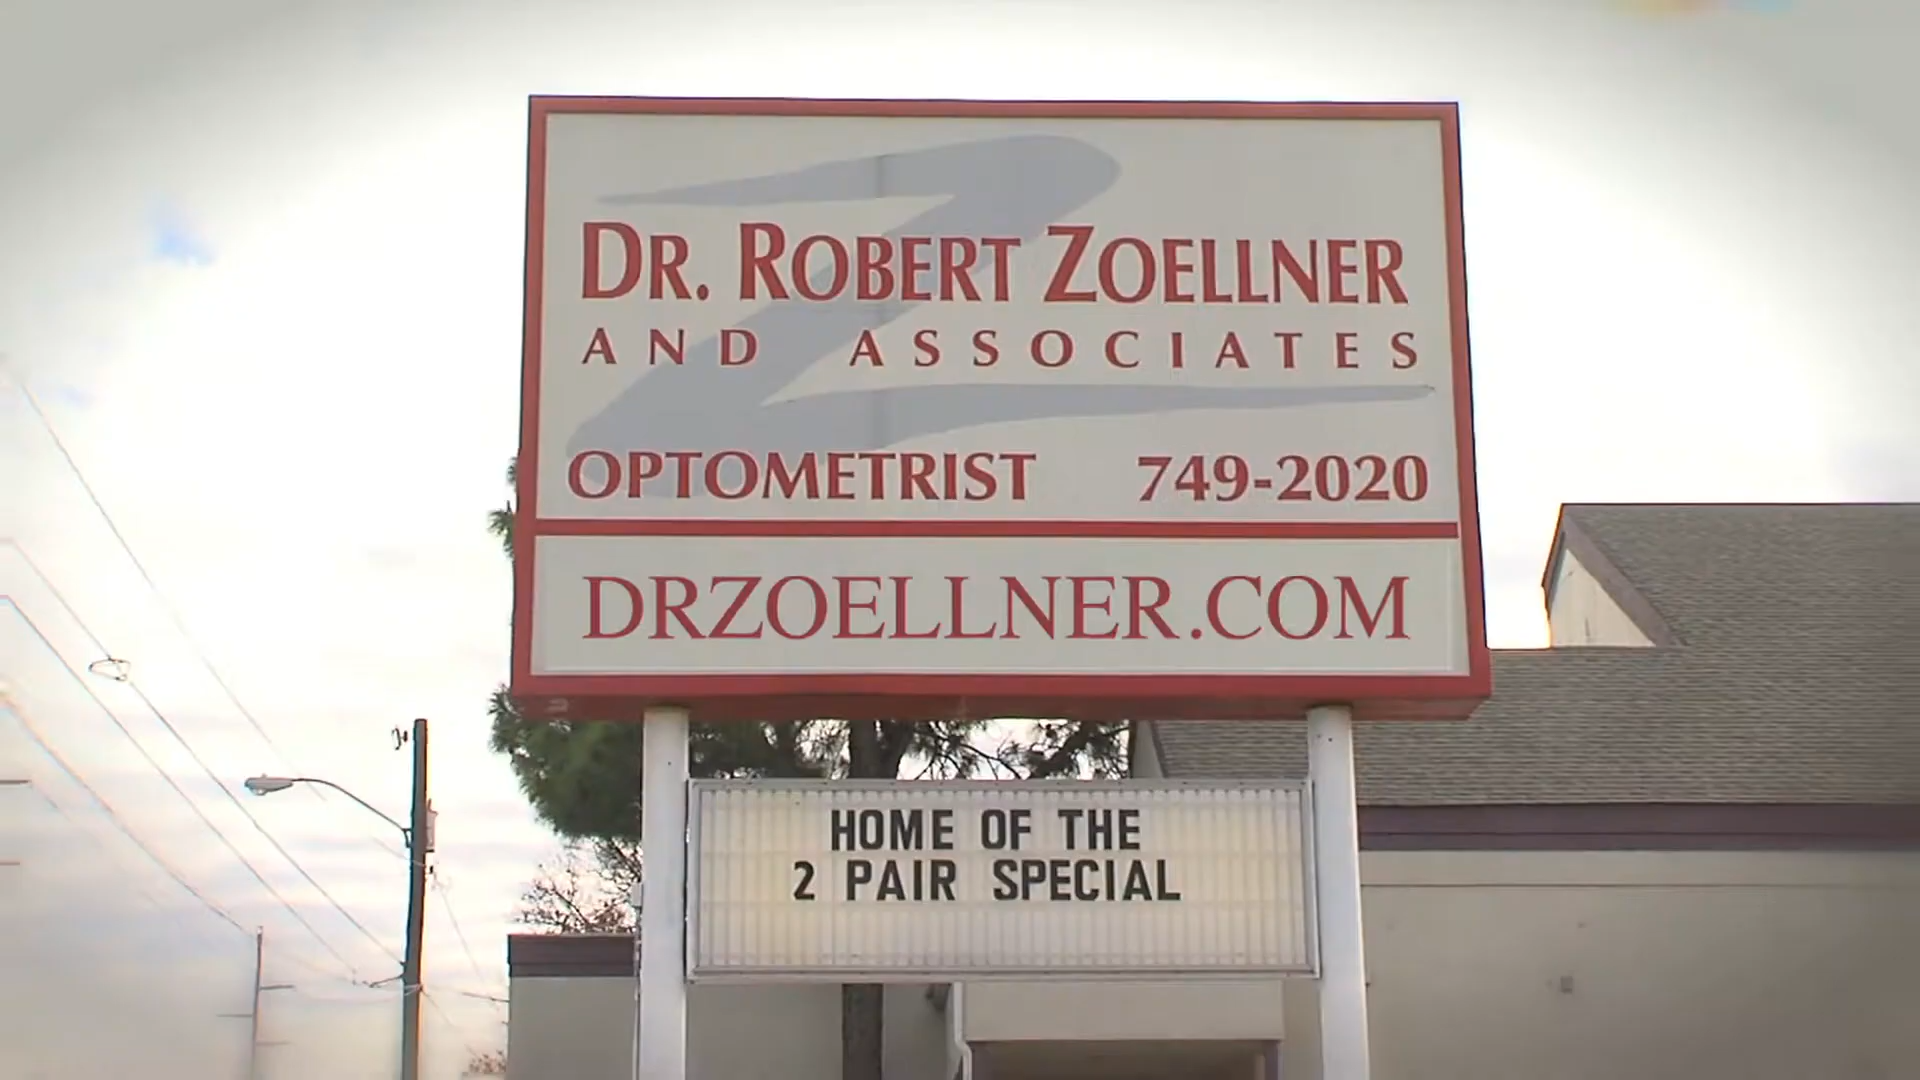 DR. ROBERT ZOELLNER
AND ASSOCIATES
OPTOMETRIST 749-2020
DRZOELLNER.COM
HOME OF THE
2 PAIR SPECIAL